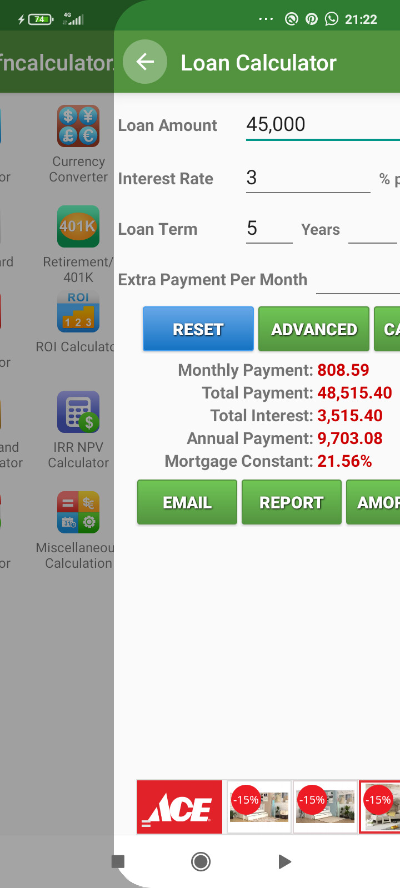 74
4G
21:22
fncalculator.
Loan Calculator
Loan Amount 45,000
Interest Rate 3 % p
Loan Term 5 Years
Extra Payment Per Month
RESET ADVANCED CA
Monthly Payment: 808.59
Total Payment: 48,515.40
Total Interest: 3,515.40
Annual Payment: 9,703.08
Mortgage Constant: 21.56%
EMAIL REPORT AMOR
$ ¥
£ €
Currency
Converter
or
401K
Retirement/
401K
rd
ROI
1 2 3
ROI Calculato
or
$
IRR NPV
Calculator
and
ator
Miscellaneou
Calculation
or
ACE
-15% -15% -15%